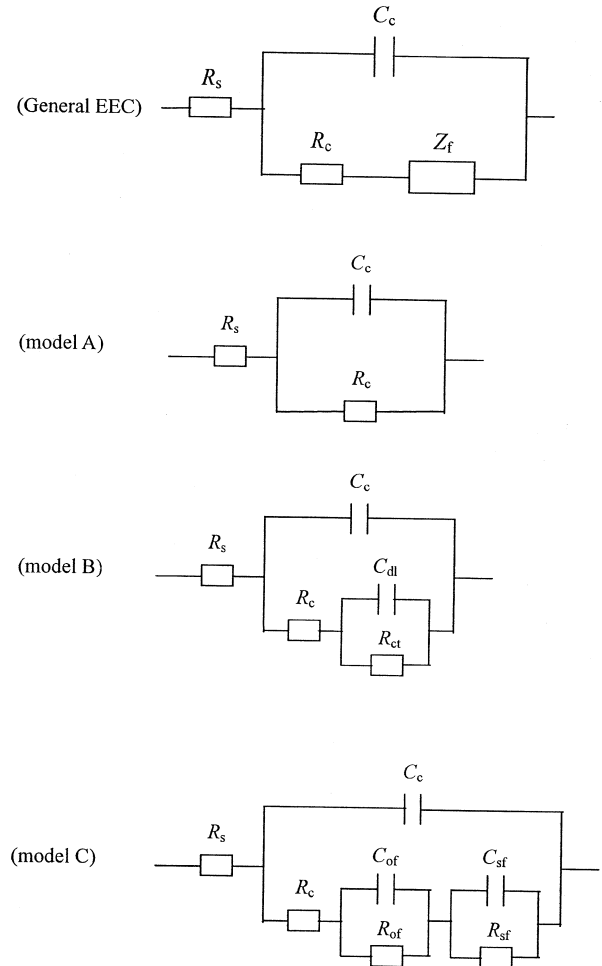 C_c
R_s
(General EEC)
R_c Z_f
C_c
R_s
(model A)
R_c
C_c
R_s
(model B)
C_dl
R_c
R_ct
C_c
R_s
(model C)
C_of C_sf
R_c
R_of R_sf